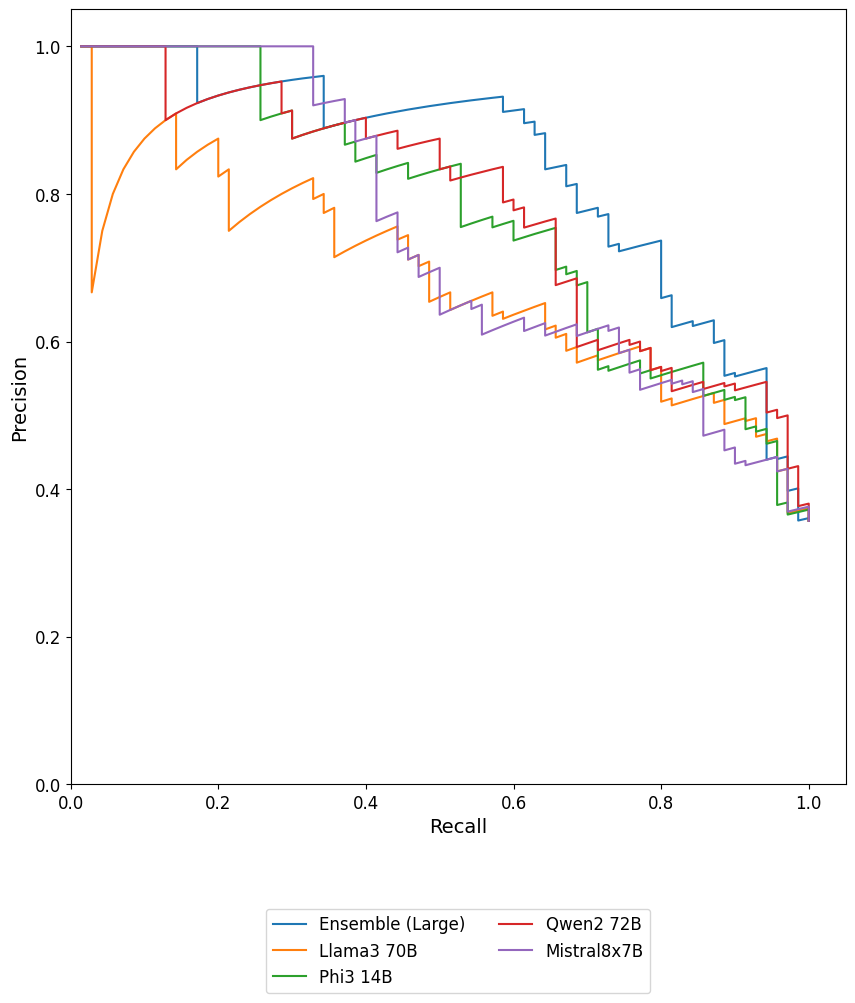 1.0
0.8
0.6
0.4
0.2
0.0
Precision
0.0 0.2 0.4 0.6 0.8 1.0
Recall
Ensemble (Large)
Llama3 70B
Phi3 14B
Qwen2 72B
Mistral8x7B